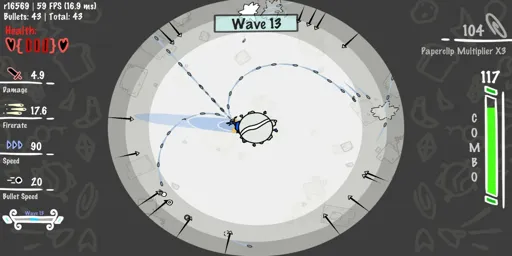 r16569 | 59 FPS (16.9 ms)
Bullets: 43 | Total: 43
Health:
4.9
Damage
17.6
Firerate
90
Speed
20
Bullet Speed
Wave 13
Wave 13
104
Paperclip Multiplier X3
117
COMBO